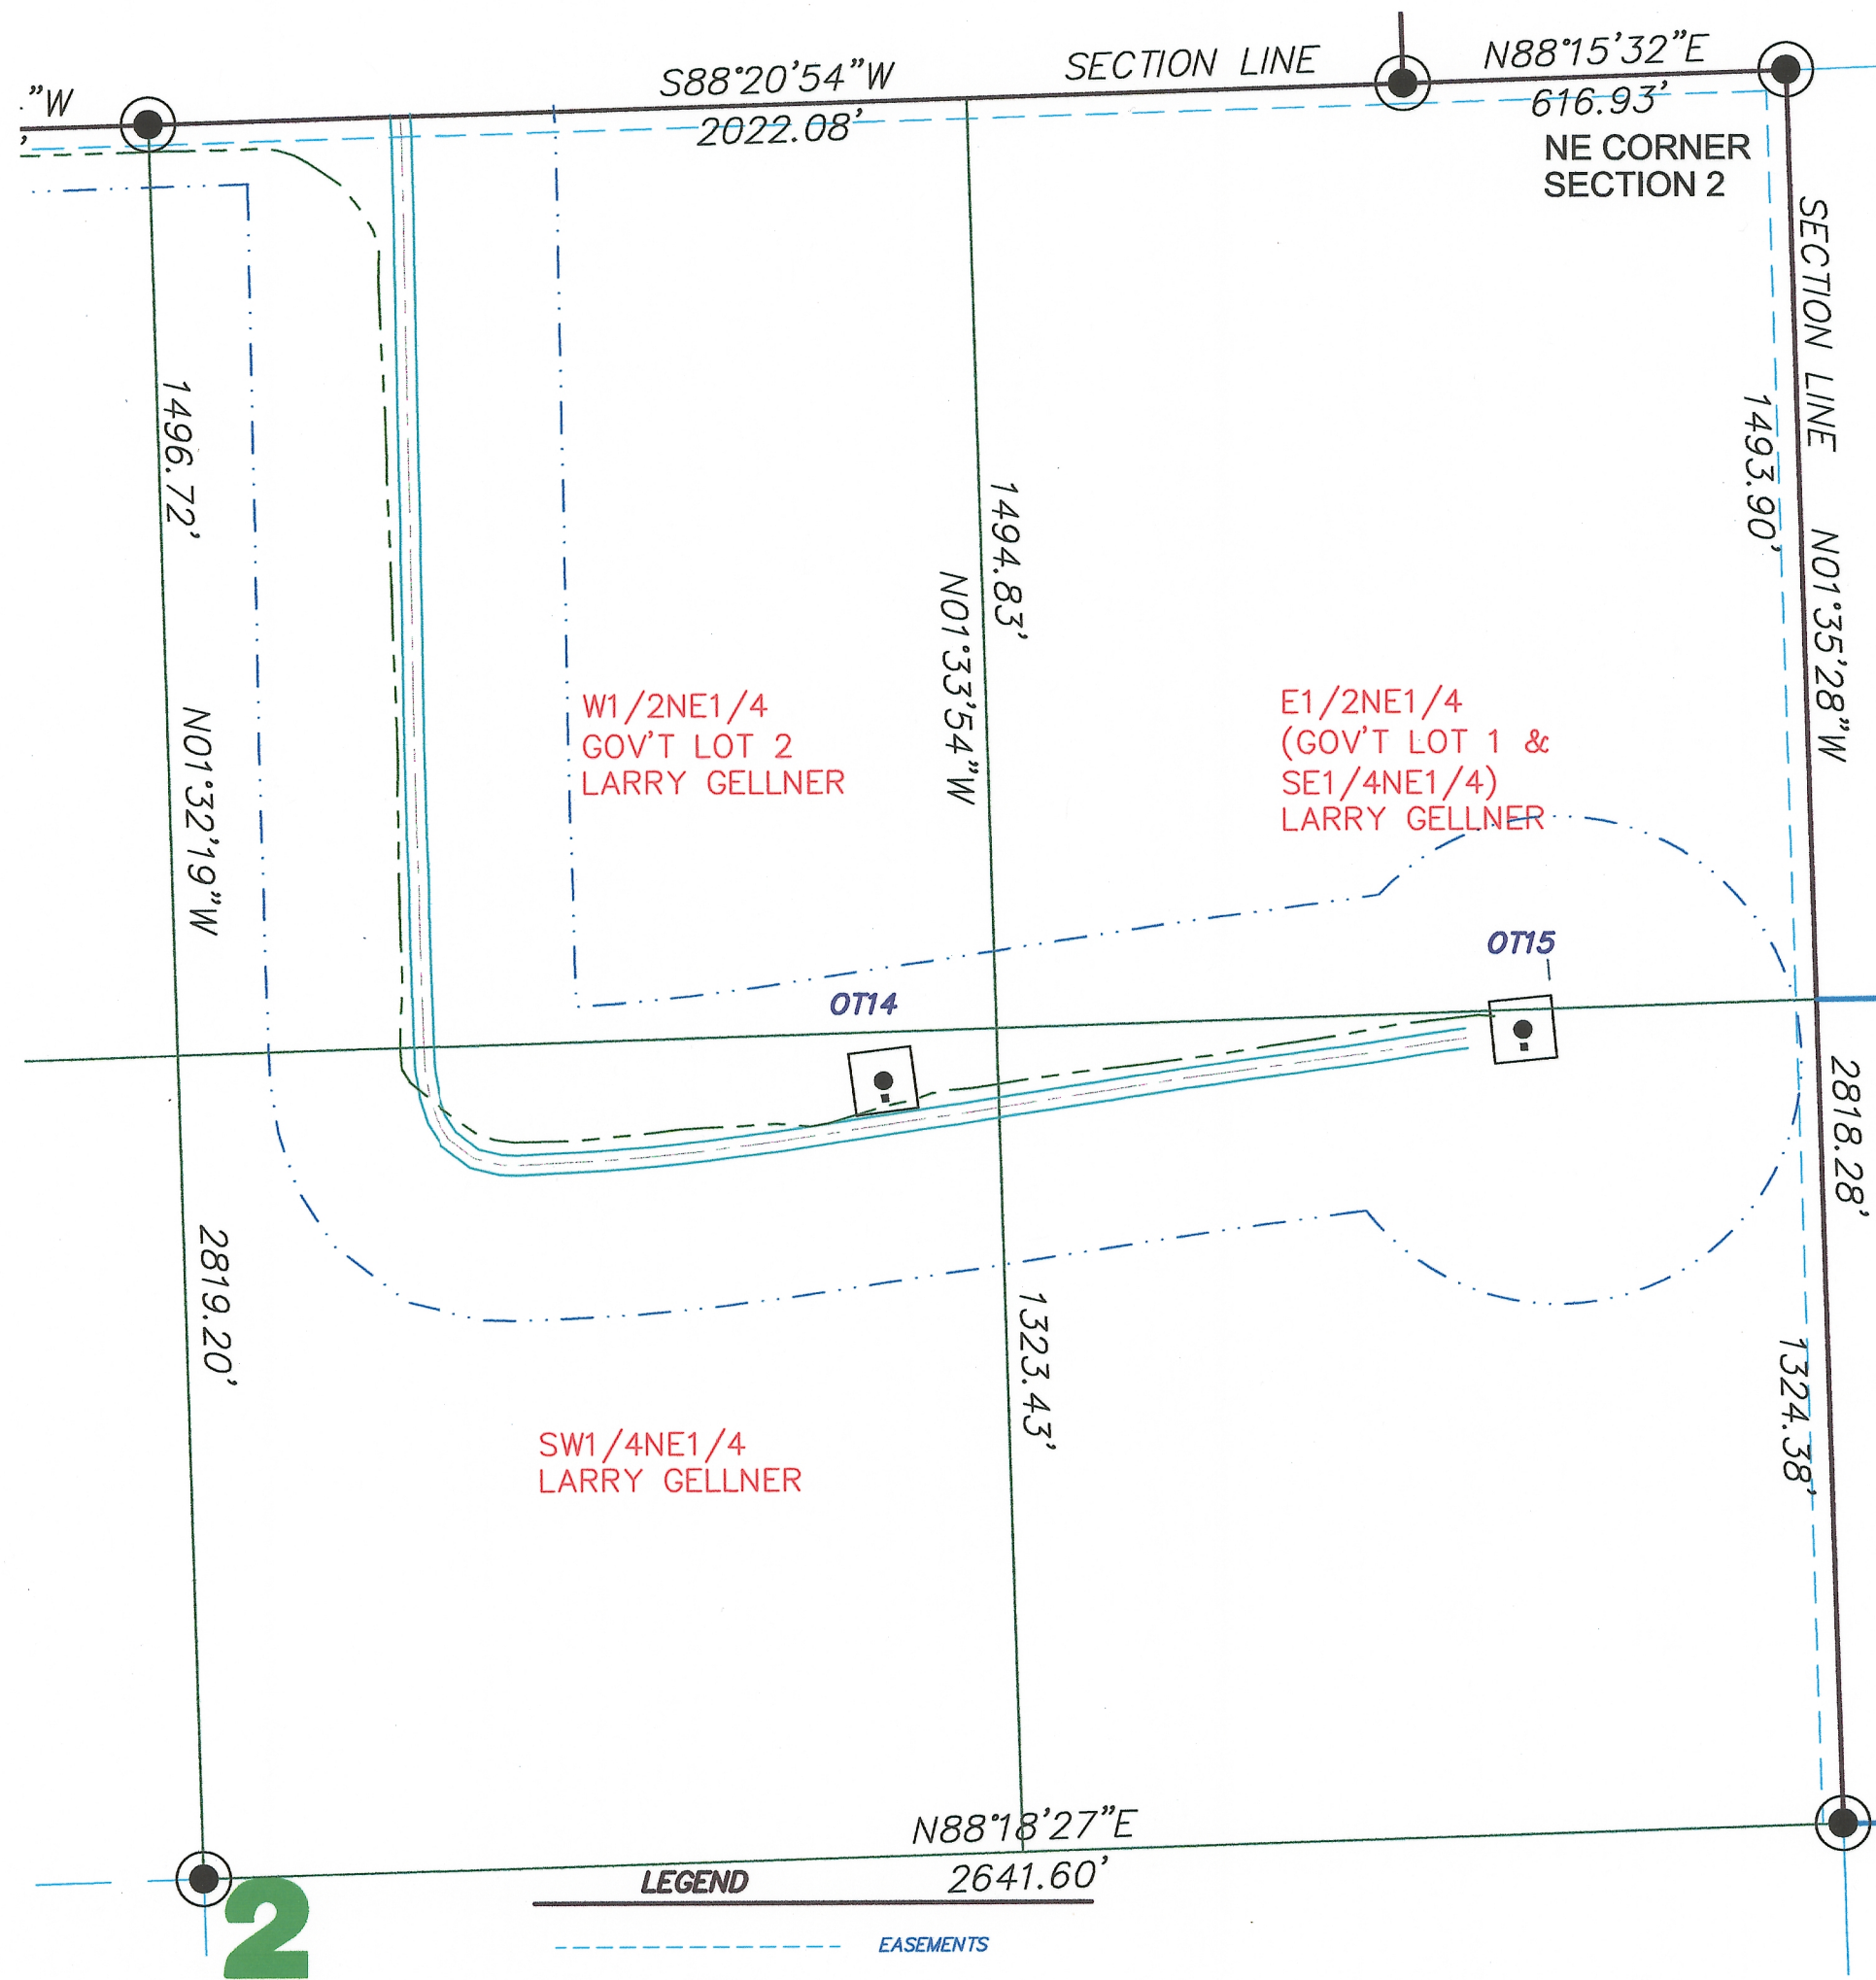 "W
'
S88°20'54"W
2022.08'
SECTION LINE
N88°15'32"E
616.93'
NE CORNER
SECTION 2
SECTION LINE
N01°35'28"W
1493.90'
1496.72'
N01°32'19"W
1494.83'
N01°33'54"W
W1/2NE1/4
GOV'T LOT 2
LARRY GELLNER
E1/2NE1/4
(GOV'T LOT 1 &
SE1/4NE1/4)
LARRY GELLNER
OT14
OT15
2818.28'
2819.20'
1323.43'
1324.38'
SW1/4NE1/4
LARRY GELLNER
N88°18'27"E
2641.60'
2
LEGEND
EASEMENTS